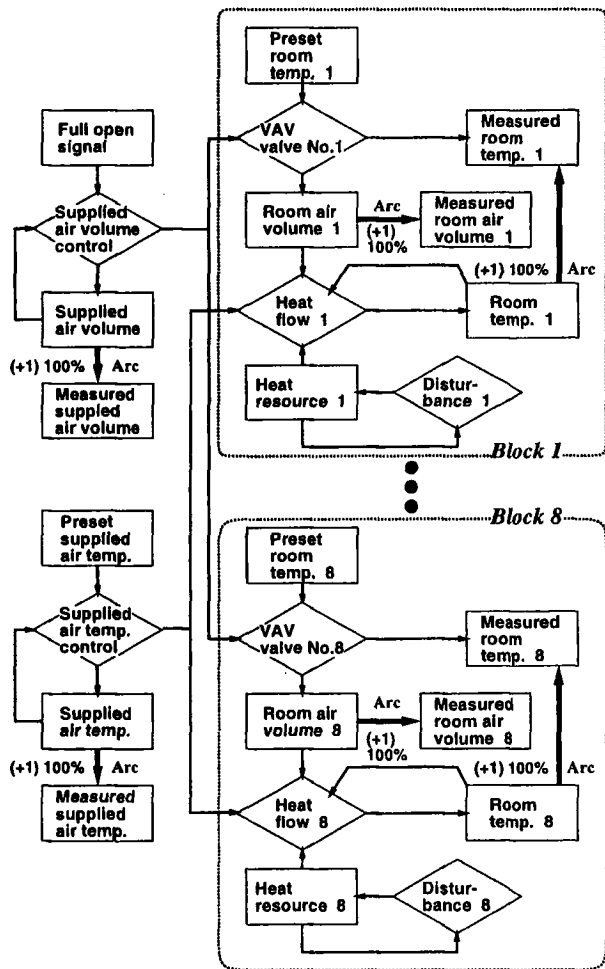 Full open
signal
Supplied
air volume
control
Supplied
air volume
(+1) 100%
Arc
Measured
suppled
air volume
Preset
supplied
air temp.
Supplied
air temp.
control
Supplied
air temp.
(+1) 100%
Arc
Measured
supplied
air temp.
Preset
room
temp. 1
VAV
valve No.1
Measured
room
temp. 1
Room air
volume 1
Arc
(+1)
100%
Measured
room air
volume 1
Heat
flow 1
(+1) 100%
Arc
Room
temp. 1
Heat
resource 1
Distur-
bance 1
Block 1
Block 8
Preset
room
temp. 8
VAV
valve No.8
Measured
room
temp. 8
Room air
volume 8
Arc
(+1)
100%
Measured
room air
volume 8
Heat
flow 8
(+1) 100%
Arc
Room
temp. 8
Heat
resource 8
Distur-
bance 8